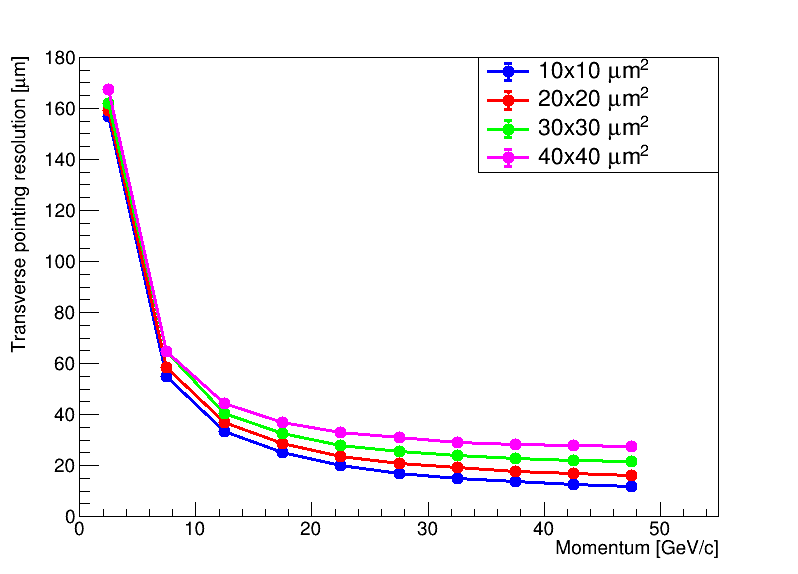 180
160
140
120
100
80
60
40
20
0
Transverse pointing resolution [μm]
10x10 μm²
20x20 μm²
30x30 μm²
40x40 μm²
0 10 20 30 40 50
Momentum [GeV/c]